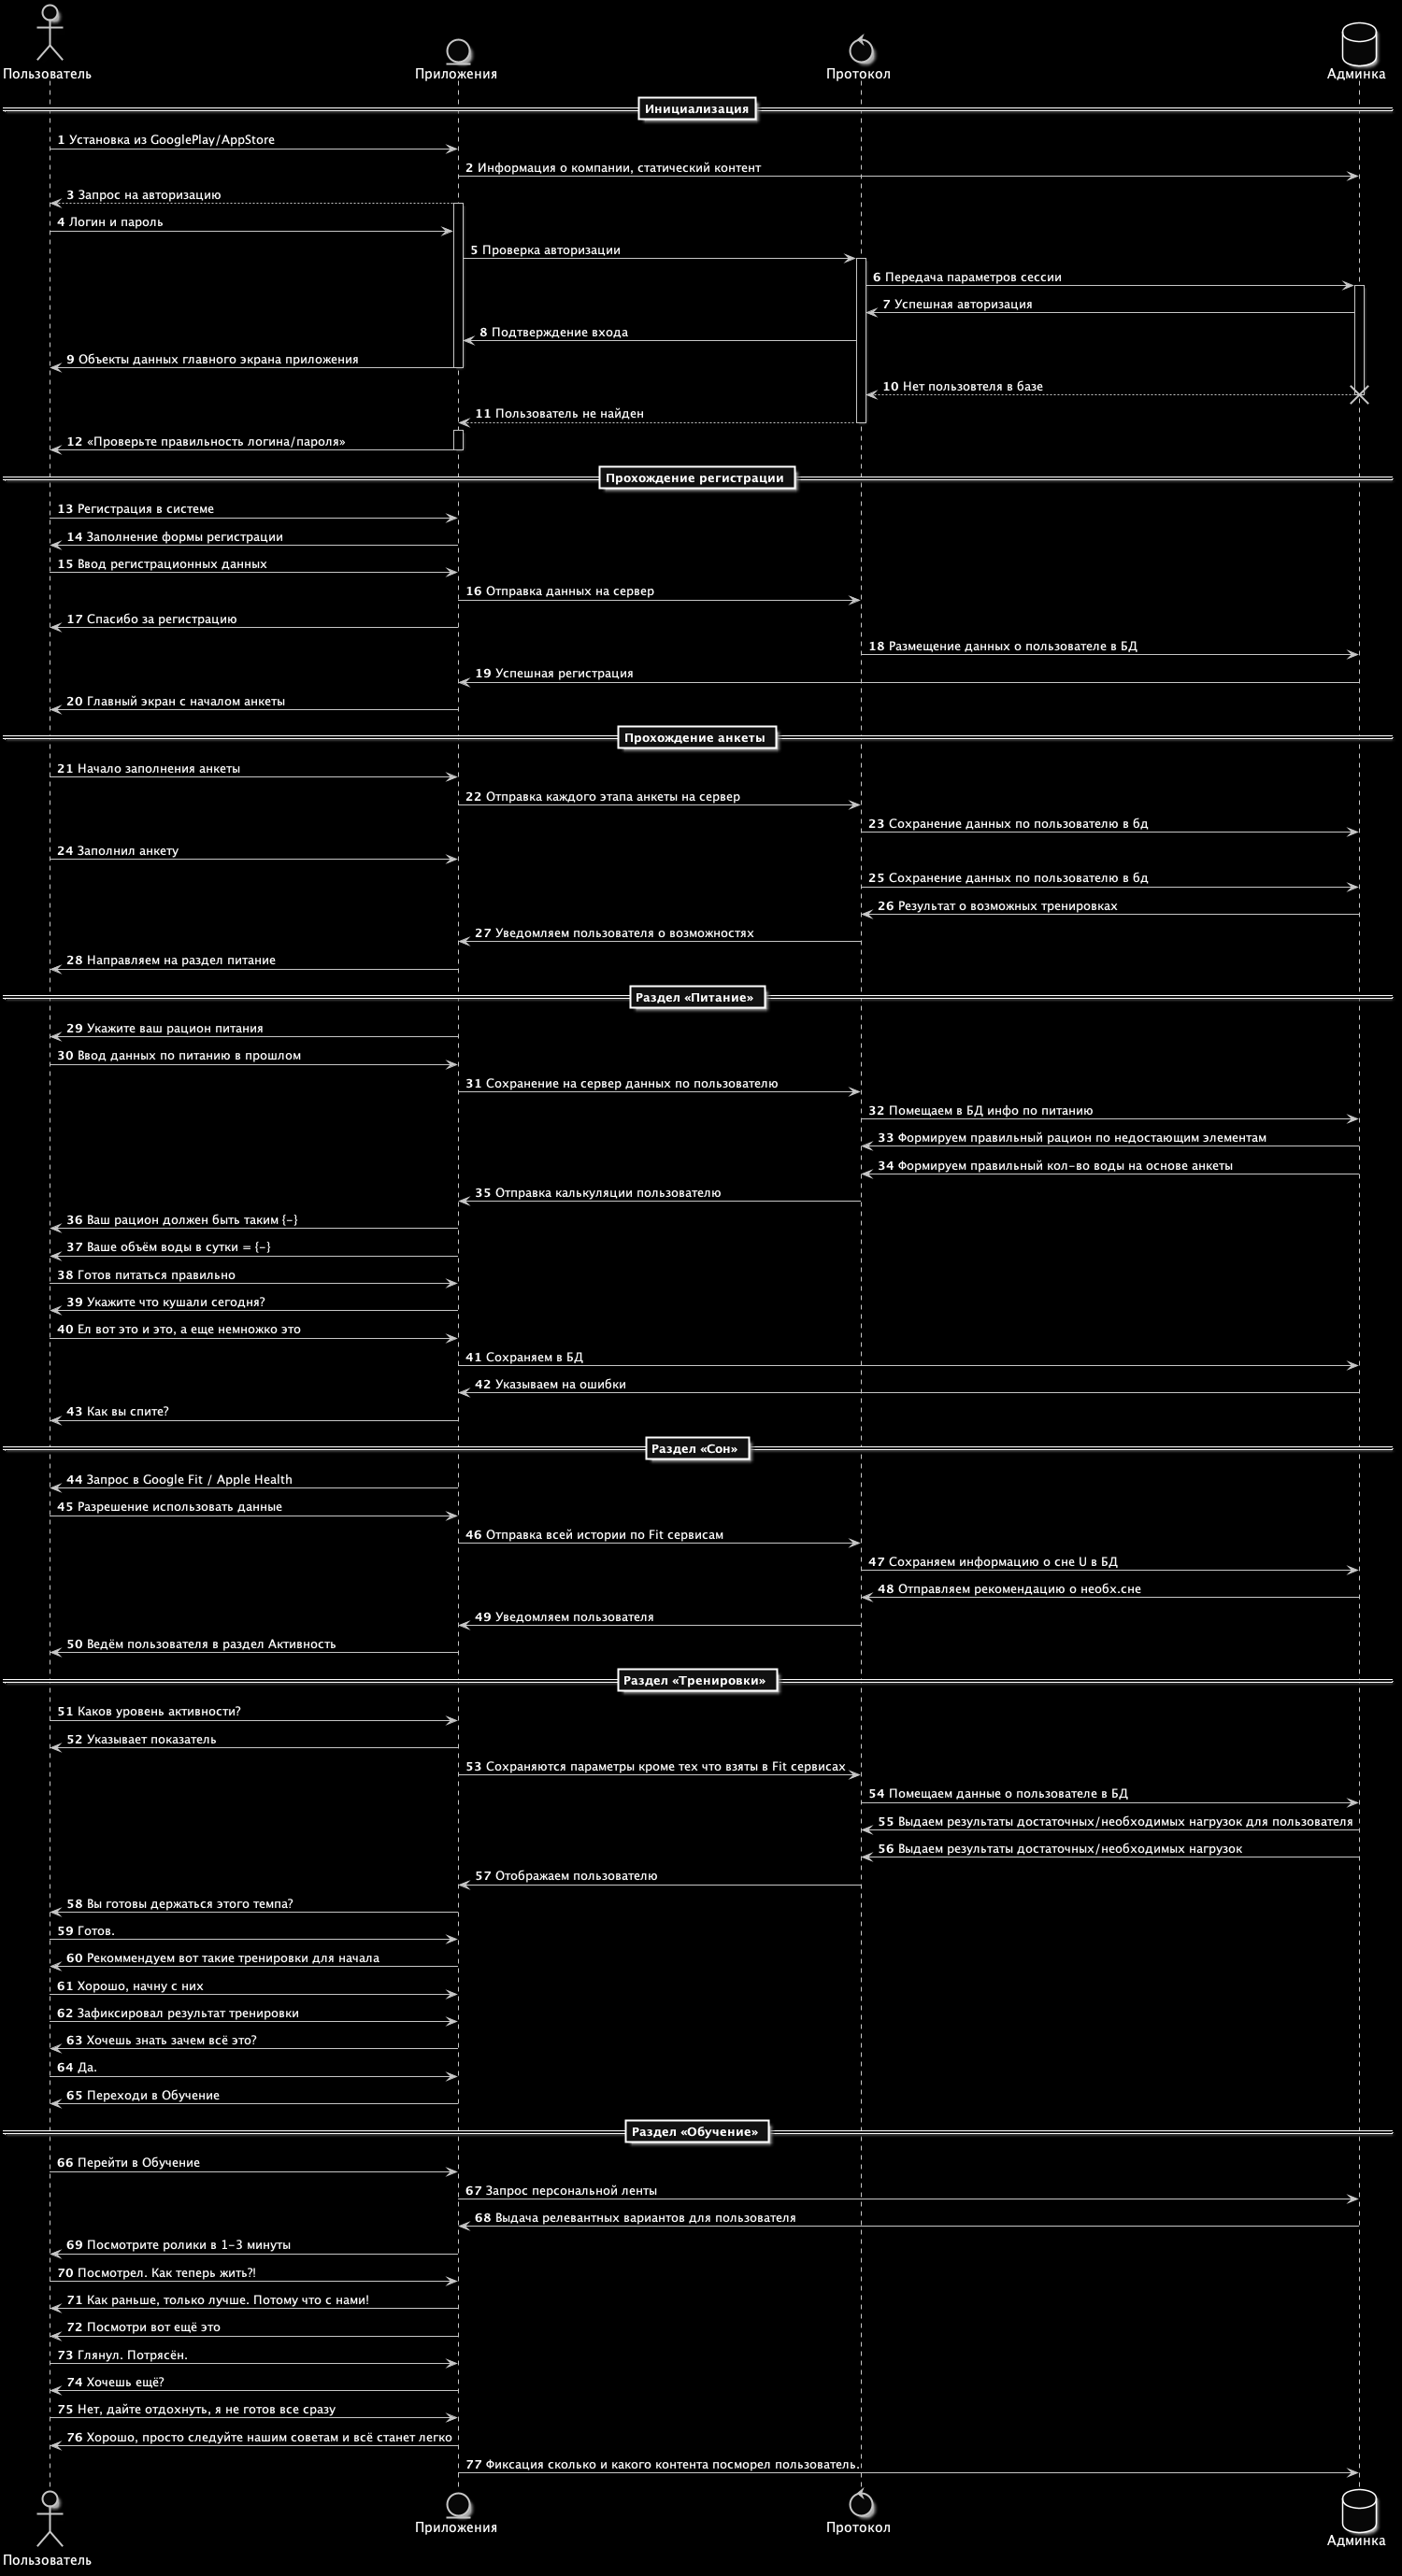 Пользователь
Приложения
Протокол
Админка
Инициализация
1 Установка из GooglePlay/AppStore
2 Информация о компании, статический контент
3 Запрос на авторизацию
4 Логин и пароль
5 Проверка авторизации
6 Передача параметров сессии
7 Успешная авторизация
8 Подтверждение входа
9 Объекты данных главного экрана приложения
10 Нет пользовтеля в базе
11 Пользователь не найден
12 «Проверьте правильность логина/пароля»
Прохождение регистрации
13 Регистрация в системе
14 Заполнение формы регистрации
15 Ввод регистрационных данных
16 Отправка данных на сервер
17 Спасибо за регистрацию
18 Размещение данных о пользователе в БД
19 Успешная регистрация
20 Главный экран с началом анкеты
Прохождение анкеты
21 Начало заполнения анкеты
22 Отправка каждого этапа анкеты на сервер
23 Сохранение данных по пользователю в бд
24 Заполнил анкету
25 Сохранение данных по пользователю в бд
26 Результат о возможных тренировках
27 Уведомляем пользователя о возможностях
28 Направляем на раздел питание
Раздел «Питание»
29 Укажите ваш рацион питания
30 Ввод данных по питанию в прошлом
31 Сохранение на сервер данных по пользователю
32 Помещаем в БД инфо по питанию
33 Формируем правильный рацион по недостающим элементам
34 Формируем правильный кол-во воды на основе анкеты
35 Отправка калькуляции пользователю
36 Ваш рацион должен быть таким {-}
37 Ваше объём воды в сутки = {-}
38 Готов питаться правильно
39 Укажите что кушали сегодня?
40 Ел вот это и это, а еще немножко это
41 Сохраняем в БД
42 Указываем на ошибки
43 Как вы спите?
Раздел «Сон»
44 Запрос в Google Fit / Apple Health
45 Разрешение использовать данные
46 Отправка всей истории по Fit сервисам
47 Сохраняем информацию о сне U в БД
48 Отправляем рекомендацию о необх.сне
49 Уведомляем пользователя
50 Ведём пользователя в раздел Активность
Раздел «Тренировки»
51 Каков уровень активности?
52 Указывает показатель
53 Сохраняются параметры кроме тех что взяты в Fit сервисах
54 Помещаем данные о пользователе в БД
55 Выдаем результаты достаточных/необходимых нагрузок для пользователя
56 Выдаем результаты достаточных/необходимых нагрузок
57 Отображаем пользователю
58 Вы готовы держаться этого темпа?
59 Готов.
60 Рекоммендуем вот такие тренировки для начала
61 Хорошо, начну с них
62 Зафиксировал результат тренировки
63 Хочешь знать зачем всё это?
64 Да.
65 Переходи в Обучение
Раздел «Обучение»
66 Перейти в Обучение
67 Запрос персональной ленты
68 Выдача релевантных вариантов для пользователя
69 Посмотрите ролики в 1-3 минуты
70 Посмотрел. Как теперь жить?!
71 Как раньше, только лучше. Потому что с нами!
72 Посмотри вот ещё это
73 Глянул. Потрясён.
74 Хочешь ещё?
75 Нет, дайте отдохнуть, я не готов все сразу
76 Хорошо, просто следуйте нашим советам и всё станет легко
77 Фиксация сколько и какого контента посморел пользователь.
Пользователь
Приложения
Протокол
Админка